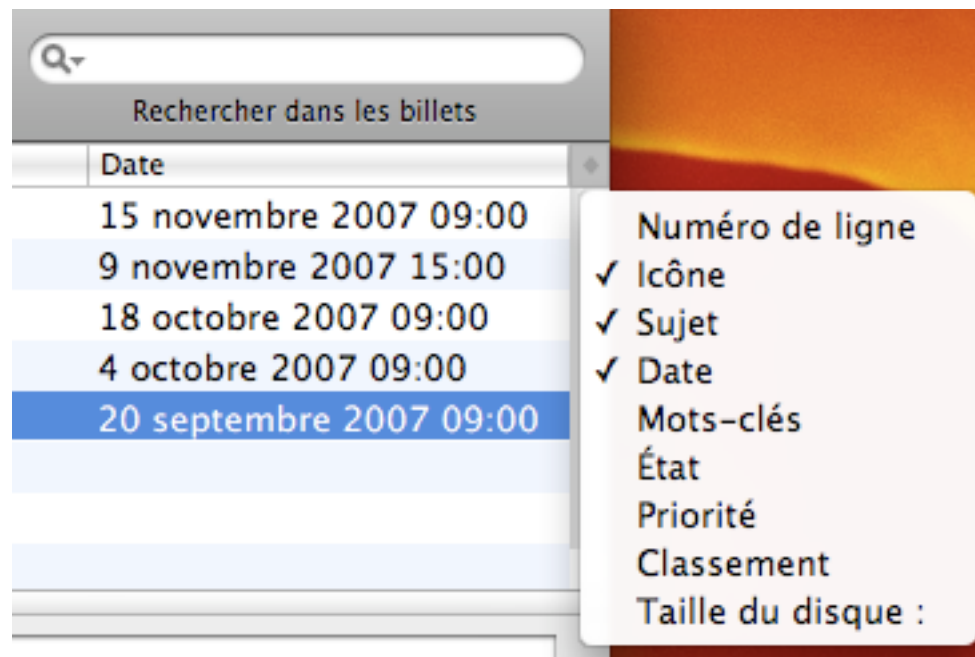 Rechercher dans les billets
Date
15 novembre 2007 09:00
9 novembre 2007 15:00
18 octobre 2007 09:00
4 octobre 2007 09:00
20 septembre 2007 09:00
Numéro de ligne
✓ Icône
✓ Sujet
✓ Date
Mots-clés
État
Priorité
Classement
Taille du disque :